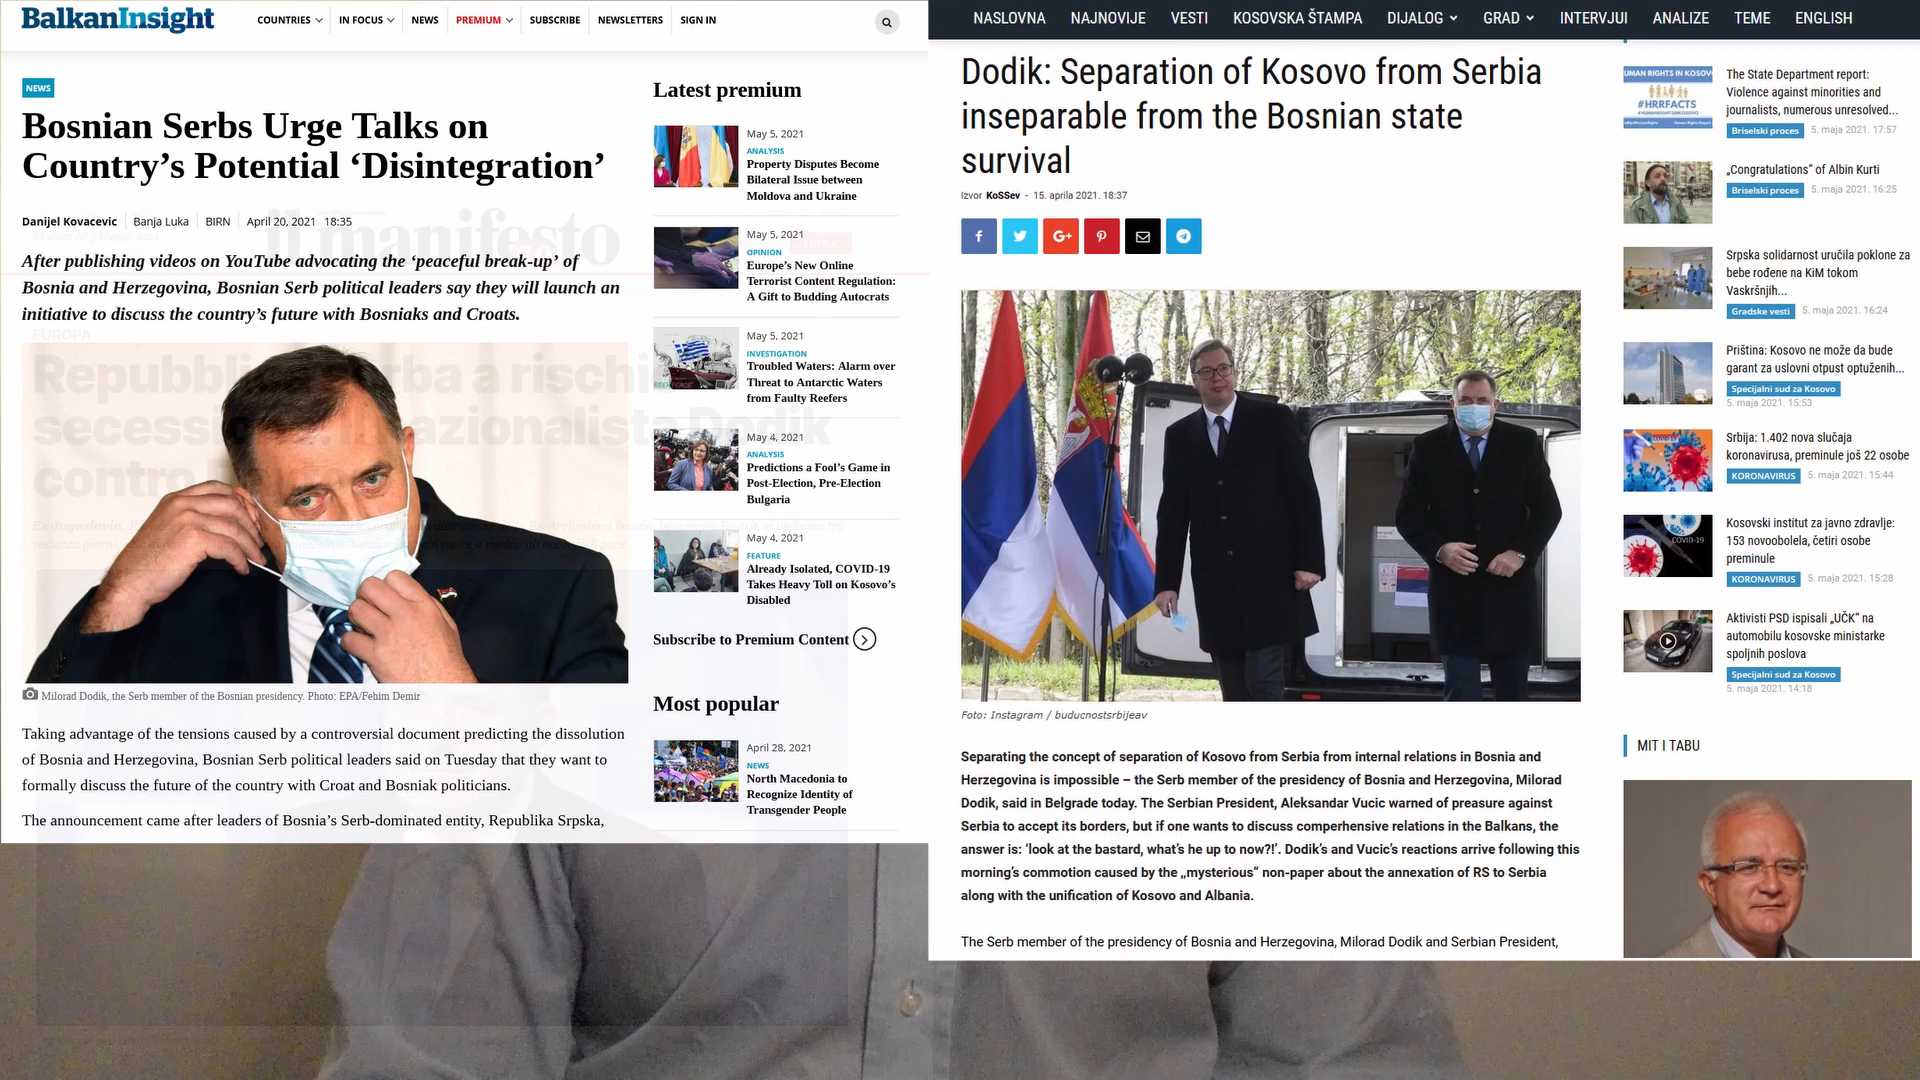 BalkanInsight
COUNTRIES
IN FOCUS
NEWS
PREMIUM
SUBSCRIBE
NEWSLETTERS
SIGN IN
NEWS
Bosnian Serbs Urge Talks on
Country’s Potential ‘Disintegration’
Danijel Kovacevic
Banja Luka
BIRN
April 20, 2021 18:35
il manifesto
After publishing videos on YouTube advocating the ‘peaceful break-up’ of
Bosnia and Herzegovina, Bosnian Serb political leaders say they will launch an
initiative to discuss the country’s future with Bosniaks and Croats.
EUROPA
Milorad Dodik, the Serb member of the Bosnian presidency. Photo: EPA/Fehim Demir
Taking advantage of the tensions caused by a controversial document predicting the dissolution
of Bosnia and Herzegovina, Bosnian Serb political leaders said on Tuesday that they want to
formally discuss the future of the country with Croat and Bosniak politicians.
The announcement came after leaders of Bosnia’s Serb-dominated entity, Republika Srpska,
Latest premium
May 5, 2021
ANALYSIS
Property Disputes Become
Bilateral Issue between
Moldova and Ukraine
May 5, 2021
OPINION
Europe’s New Online
Terrorist Content Regulation:
A Gift to Budding Autocrats
May 5, 2021
INVESTIGATION
Troubled Waters: Alarm over
Threat to Antarctic Waters
from Faulty Reefers
May 4, 2021
ANALYSIS
Predictions a Fool’s Game in
Post-Election, Pre-Election
Bulgaria
May 4, 2021
FEATURE
Already Isolated, COVID-19
Takes Heavy Toll on Kosovo’s
Disabled
Subscribe to Premium Content
Most popular
April 28, 2021
NEWS
North Macedonia to
Recognize Identity of
Transgender People
NASLOVNA
NAJNOVIJE
VESTI
KOSOVSKA ŠTAMPA
DIJALOG
GRAD
INTERVJUI
ANALIZE
TEME
ENGLISH
Dodik: Separation of Kosovo from Serbia
inseparable from the Bosnian state
survival
Izvor KoSSev - 15. aprila 2021. 18:37
Foto: Instagram / buducnostsrbijeav
Separating the concept of separation of Kosovo from Serbia from internal relations in Bosnia and
Herzegovina is impossible – the Serb member of the presidency of Bosnia and Herzegovina, Milorad
Dodik, said in Belgrade today. The Serbian President, Aleksandar Vucic warned of preasure against
Serbia to accept its borders, but if one wants to discuss comperhensive relations in the Balkans, the
answer is: ‘look at the bastard, what’s he up to now?!’. Dodik’s and Vucic’s reactions arrive following this
morning’s commotion caused by the „mysterious“ non-paper about the annexation of RS to Serbia
along with the unification of Kosovo and Albania.
The Serb member of the presidency of Bosnia and Herzegovina, Milorad Dodik and Serbian President,
#HRRFACTS
The State Department report:
Violence against minorities and
journalists, numerous unresolved...
Briselski proces 5. maja 2021. 17:57
„Congratulations“ of Albin Kurti
Briselski proces 5. maja 2021. 16:25
Srpska solidarnost uručila poklone za
bebe rođene na KiM tokom
Vaskršnjih...
Gradske vesti 5. maja 2021. 16:24
Priština: Kosovo ne može da bude
garant za uslovni otpust optuženih...
Specijalni sud za Kosovo
5. maja 2021. 15:53
Srbija: 1.402 nova slučaja
koronavirusa, preminule još 22 osobe
KORONAVIRUS 5. maja 2021. 15:44
COVID-19
Kosovski institut za javno zdravlje:
153 novoobolela, četiri osobe
preminule
KORONAVIRUS 5. maja 2021. 15:28
Aktivisti PSD ispisali „UČK“ na
automobilu kosovske ministarke
spoljnih poslova
Specijalni sud za Kosovo
5. maja 2021. 14:18
MIT I TABU